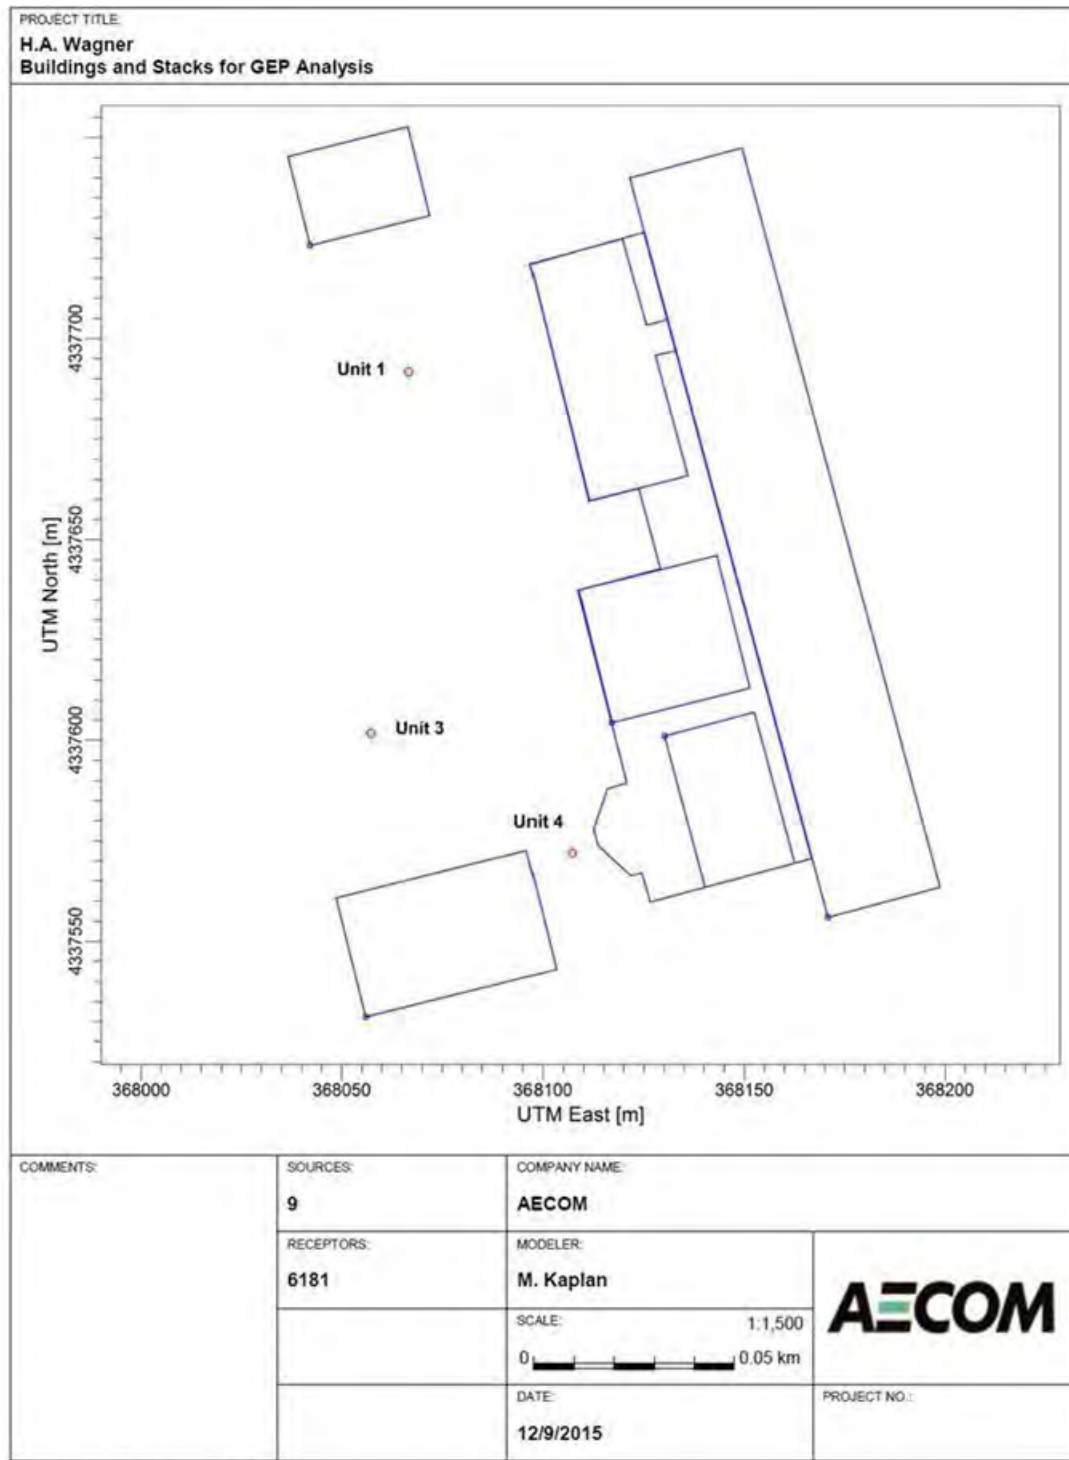 PROJECT TITLE:
H.A. Wagner
Buildings and Stacks for GEP Analysis
4337700
Unit 1
4337650
UTM North [m]
4337600
Unit 3
Unit 4
4337550
368000 368050 368100 368150 368200
UTM East [m]
COMMENTS:
SOURCES:
9
COMPANY NAME:
AECOM
RECEPTORS:
6181
MODELER:
M. Kaplan
SCALE:
1:1,500
0 0.05 km
AECOM
DATE:
12/9/2015
PROJECT NO.: